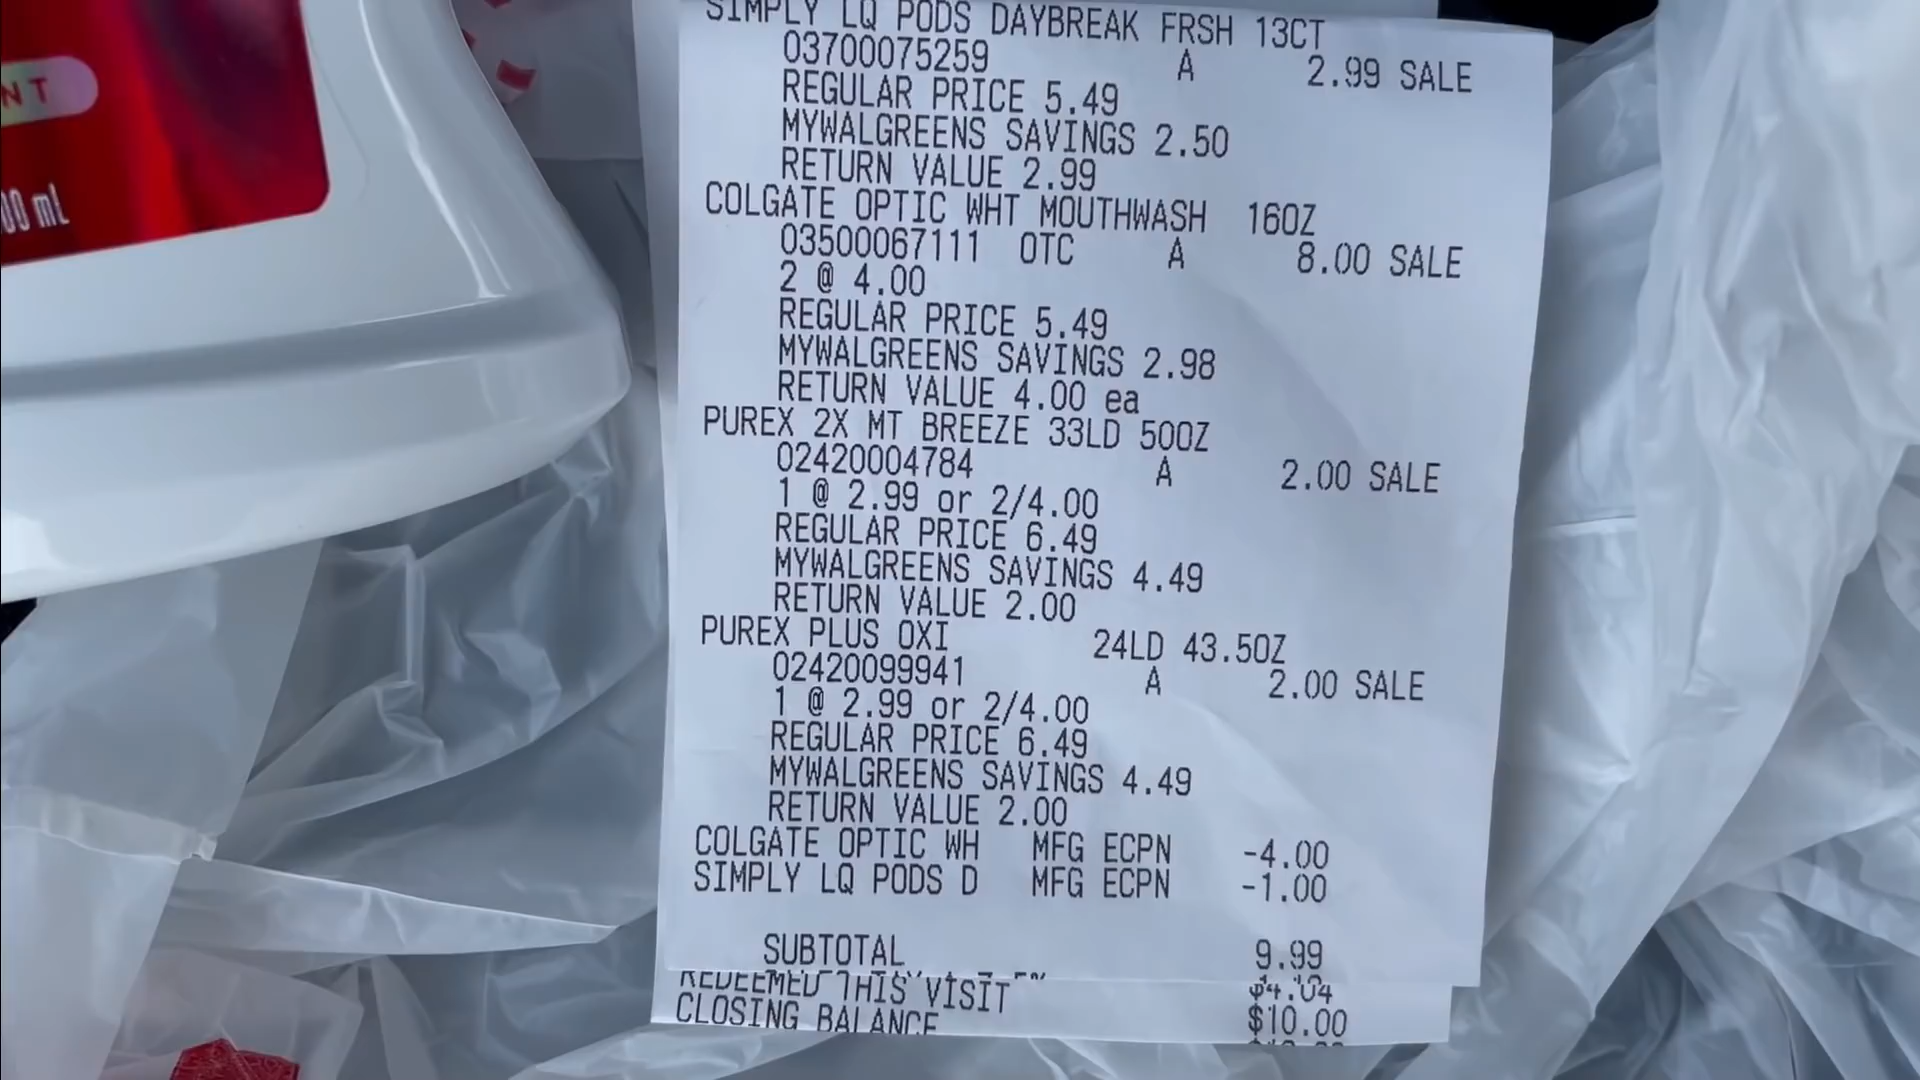 NT
00 mL
SIMPLY LQ PODS DAYBREAK FRSH 13CT
03700075259 A 2.99 SALE
REGULAR PRICE 5.49
MYWALGREENS SAVINGS 2.50
RETURN VALUE 2.99
COLGATE OPTIC WHT MOUTHWASH 16OZ
03500067111 OTC A 8.00 SALE
2 @ 4.00
REGULAR PRICE 5.49
MYWALGREENS SAVINGS 2.98
RETURN VALUE 4.00 ea
PUREX 2X MT BREEZE 33LD 50OZ
02420004784 A 2.00 SALE
1 @ 2.99 or 2/4.00
REGULAR PRICE 6.49
MYWALGREENS SAVINGS 4.49
RETURN VALUE 2.00
PUREX PLUS OXI 24LD 43.5OZ
02420099941 A 2.00 SALE
1 @ 2.99 or 2/4.00
REGULAR PRICE 6.49
MYWALGREENS SAVINGS 4.49
RETURN VALUE 2.00
COLGATE OPTIC WH MFG ECPN -4.00
SIMPLY LQ PODS D MFG ECPN -1.00
SUBTOTAL 9.99
REDEEMED THIS VISIT $10.00
CLOSING BALANCE